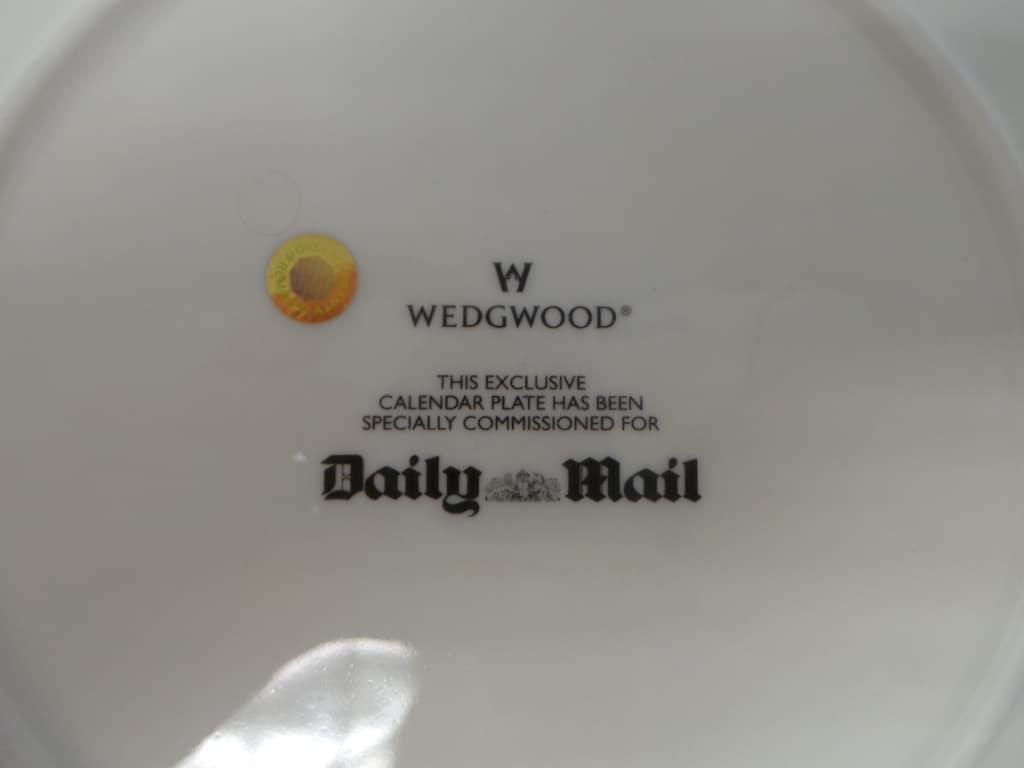 W
WEDGWOOD®
THIS EXCLUSIVE
CALENDAR PLATE HAS BEEN
SPECIALLY COMMISSIONED FOR
Daily Mail